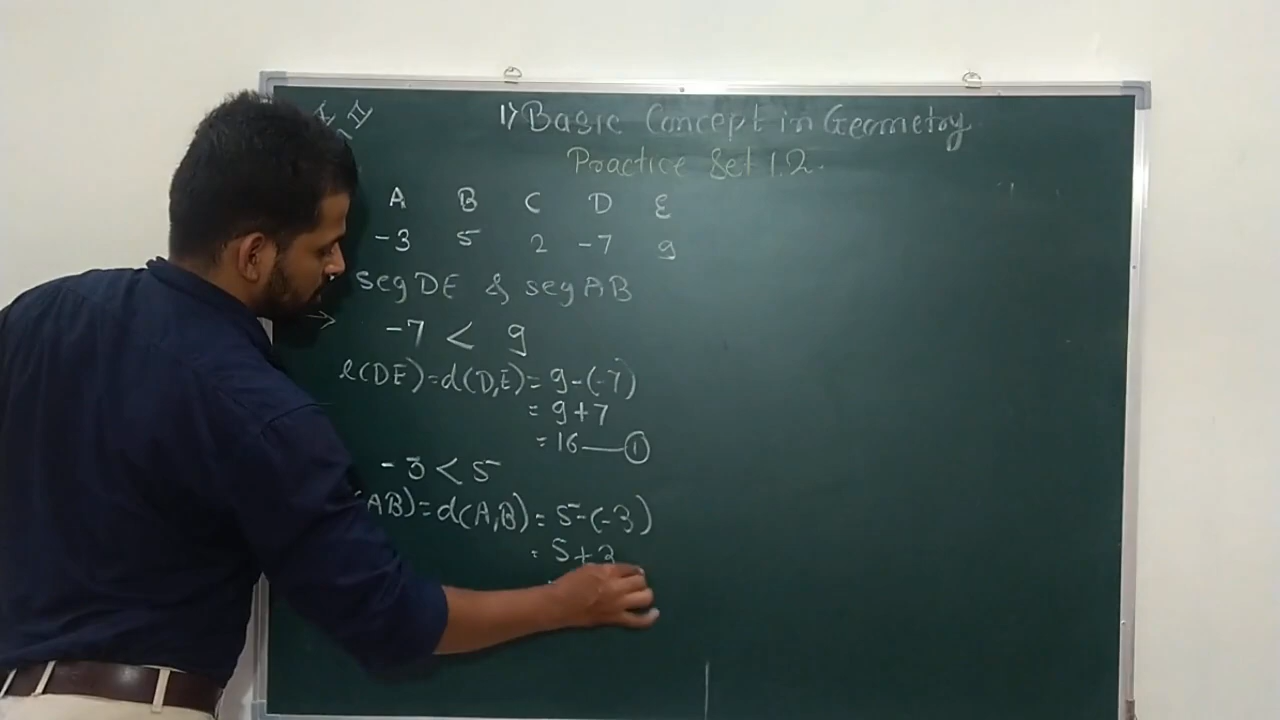 1) Basic Concept in Geometry
Practice Set 1.2.
A B C D E
-3 5 2 -7 9
seg DE & seg AB
→ -7 < 9
l(DE)=d(D,E)= 9-(-7)
= 9+7
= 16 — ①
-3 < 5
(AB)=d(A,B)= 5-(-3)
= 5+3